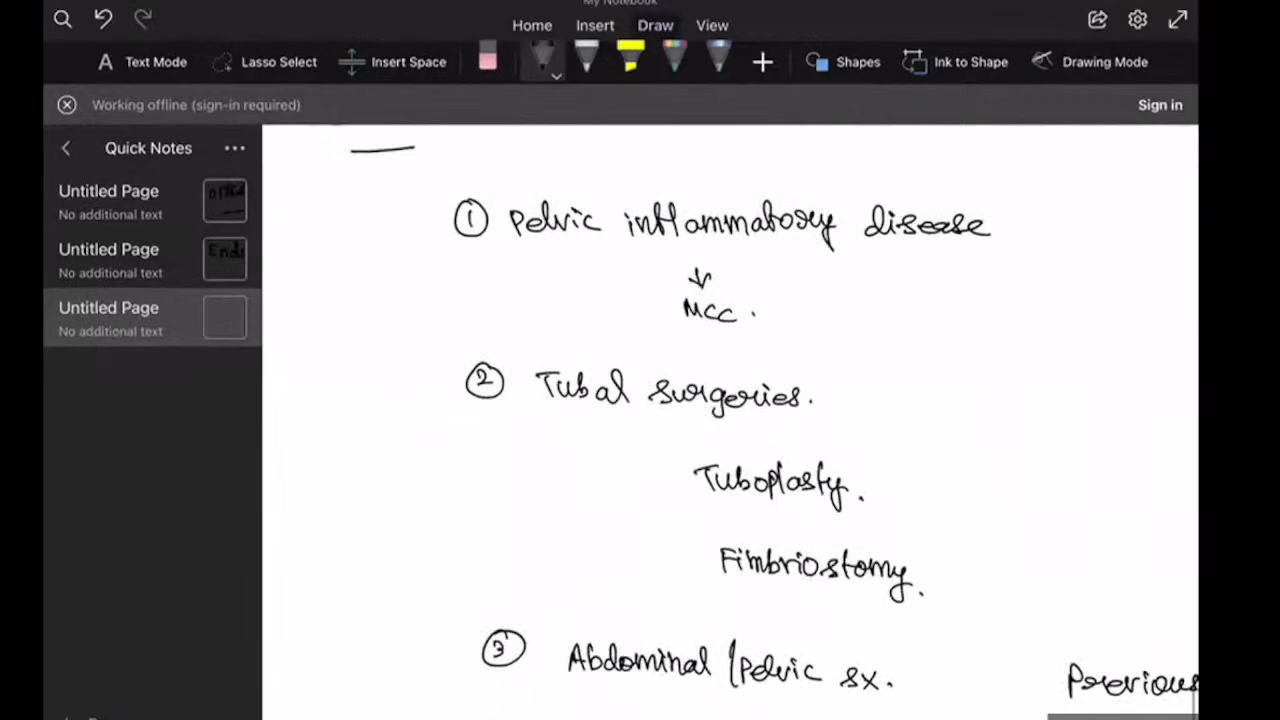 My Notebook
Home Insert Draw View
Text Mode Lasso Select Insert Space Shapes Ink to Shape Drawing Mode
Working offline (sign-in required) Sign in
Quick Notes
Untitled Page
No additional text
Untitled Page
No additional text
Untitled Page
No additional text
① Pelvic inflammatory disease
MCC.
② Tubal surgeries.
Tuboplasty.
Fimbriostomy.
③ Abdominal / Pelvic sx. Previous